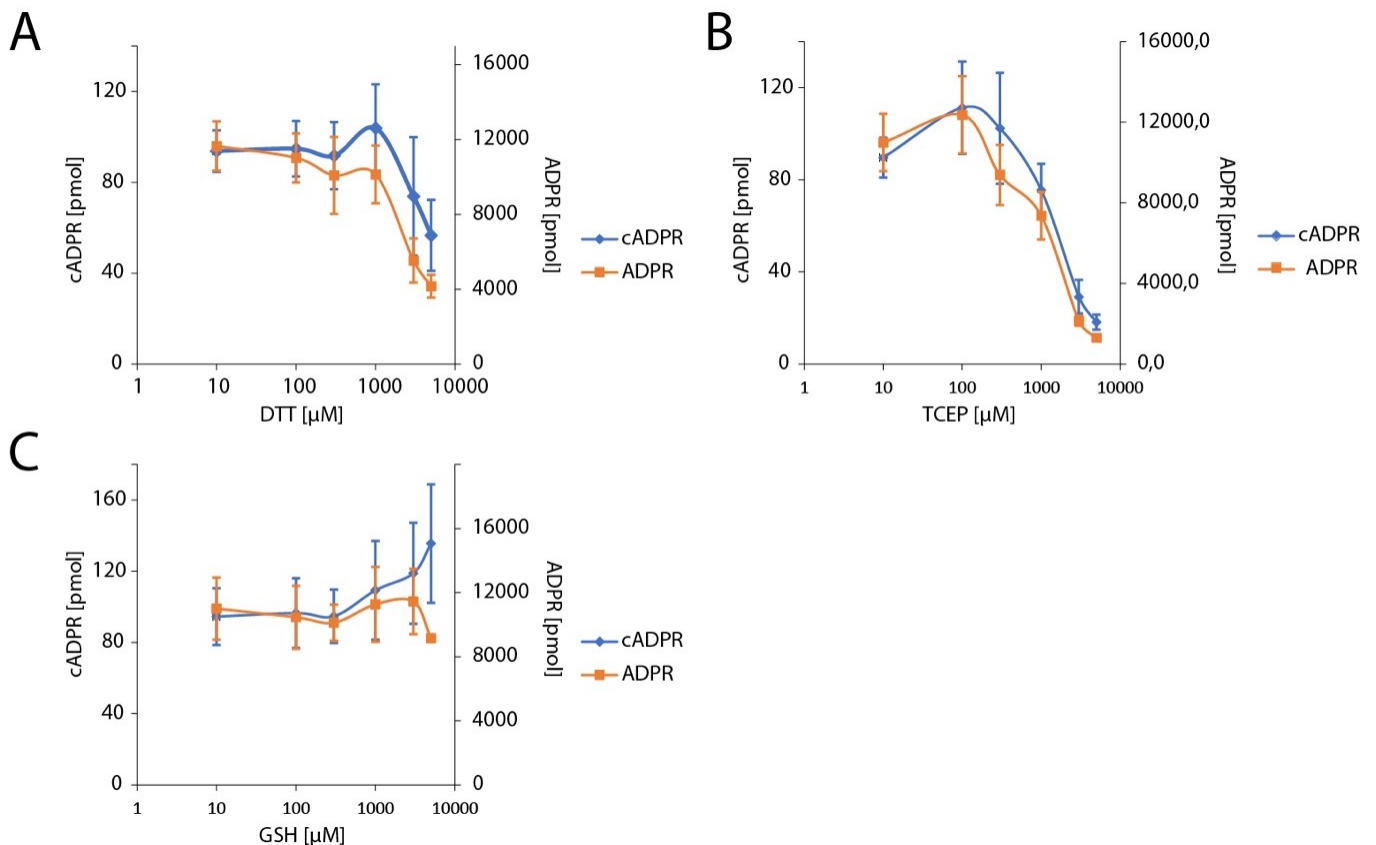 A
120
80
40
0
cADPR [pmol]
16000
12000
8000
4000
0
ADPR [pmol]
1 10 100 1000 10000
DTT [µM]
cADPR
ADPR
B
120
80
40
0
cADPR [pmol]
16000,0
12000,0
8000,0
4000,0
0,0
ADPR [pmol]
1 10 100 1000 10000
TCEP [µM]
cADPR
ADPR
C
160
120
80
40
0
cADPR [pmol]
16000
12000
8000
4000
0
ADPR [pmol]
1 10 100 1000 10000
GSH [µM]
cADPR
ADPR